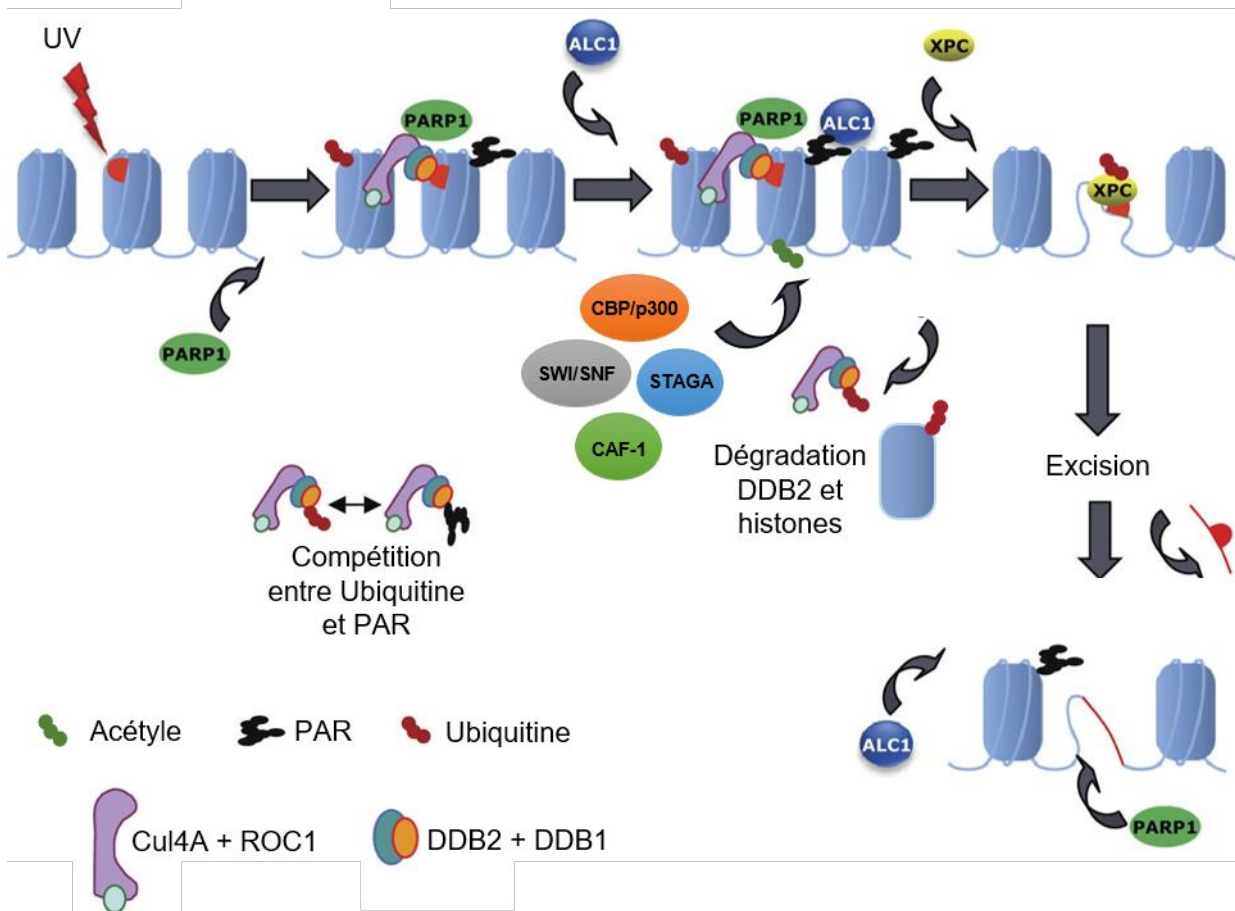 UV
ALC1
XPC
PARP1
PARP1
ALC1
XPC
PARP1
CBP/p300
SWI/SNF
STAGA
CAF-1
Dégradation
DDB2 et
histones
Excision
Compétition
entre Ubiquitine
et PAR
Acétyle
PAR
Ubiquitine
ALC1
PARP1
Cul4A + ROC1
DDB2 + DDB1